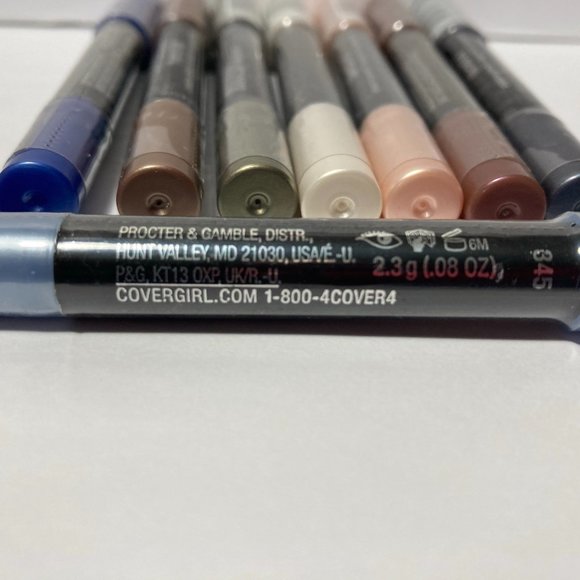 PROCTER & GAMBLE, DISTR.,
HUNT VALLEY, MD 21030, USA/É.-U.
P&G, KT13 0XP, UK/R.-U.
COVERGIRL.COM 1-800-4COVER4
6M
2.3 g (.08 OZ)
345